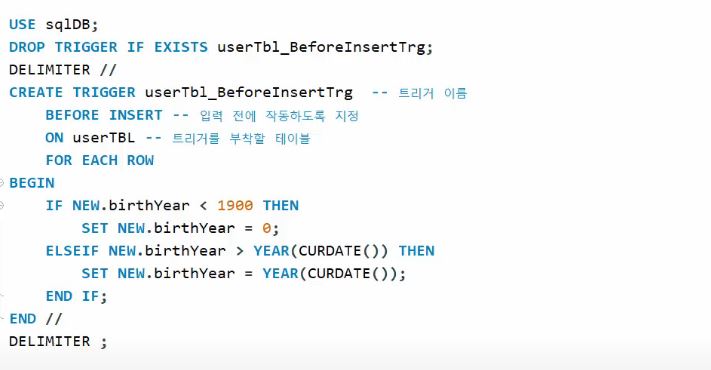 USE sqlDB;
DROP TRIGGER IF EXISTS userTbl_BeforeInsertTrg;
DELIMITER //
CREATE TRIGGER userTbl_BeforeInsertTrg  -- 트리거 이름
    BEFORE INSERT -- 입력 전에 작동하도록 지정
    ON userTBL -- 트리거를 부착할 테이블
    FOR EACH ROW
BEGIN
    IF NEW.birthYear < 1900 THEN
        SET NEW.birthYear = 0;
    ELSEIF NEW.birthYear > YEAR(CURDATE()) THEN
        SET NEW.birthYear = YEAR(CURDATE());
    END IF;
END //
DELIMITER ;